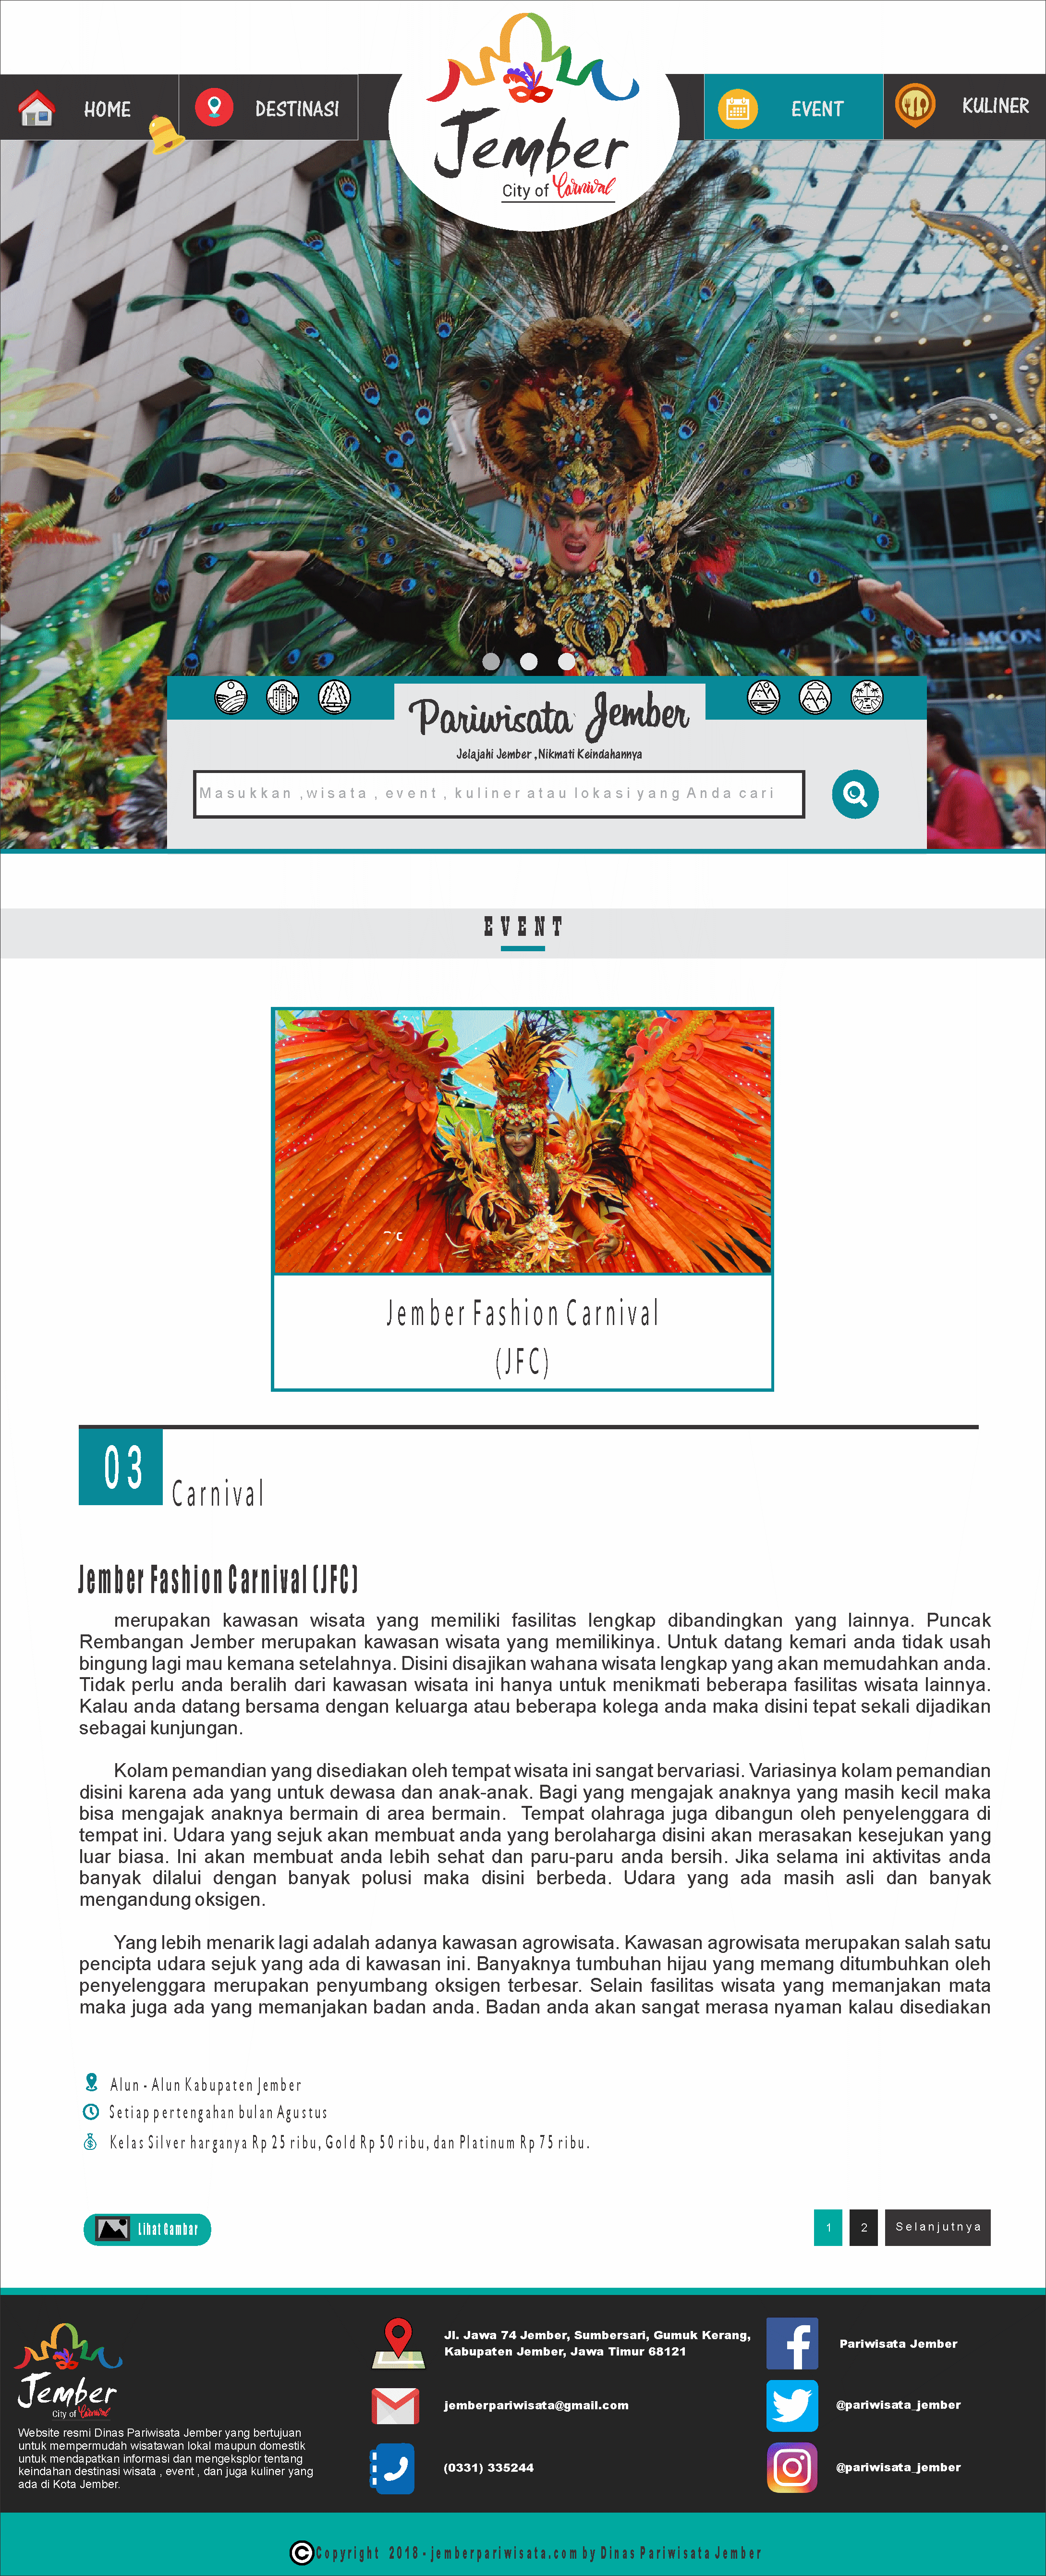 HOME
DESTINASI
Jember
City of Carnival
EVENT
KULINER
Pariwisata Jember
Jelajahi Jember ,Nikmati Keindahannya
Masukkan ,wisata , event , kuliner atau lokasi yang Anda cari
EVENT
Jember Fashion Carnival
(JFC)
03
Carnival
Jember Fashion Carnival (JFC)
merupakan kawasan wisata yang memiliki fasilitas lengkap dibandingkan yang lainnya. Puncak
Rembangan Jember merupakan kawasan wisata yang memilikinya. Untuk datang kemari anda tidak usah
bingung lagi mau kemana setelahnya. Disini disajikan wahana wisata lengkap yang akan memudahkan anda.
Tidak perlu anda beralih dari kawasan wisata ini hanya untuk menikmati beberapa fasilitas wisata lainnya.
Kalau anda datang bersama dengan keluarga atau beberapa kolega anda maka disini tepat sekali dijadikan
sebagai kunjungan.
Kolam pemandian yang disediakan oleh tempat wisata ini sangat bervariasi. Variasinya kolam pemandian
disini karena ada yang untuk dewasa dan anak-anak. Bagi yang mengajak anaknya yang masih kecil maka
bisa mengajak anaknya bermain di area bermain. Tempat olahraga juga dibangun oleh penyelenggara di
tempat ini. Udara yang sejuk akan membuat anda yang berolaharga disini akan merasakan kesejukan yang
luar biasa. Ini akan membuat anda lebih sehat dan paru-paru anda bersih. Jika selama ini aktivitas anda
banyak dilalui dengan banyak polusi maka disini berbeda. Udara yang ada masih asli dan banyak
mengandung oksigen.
Yang lebih menarik lagi adalah adanya kawasan agrowisata. Kawasan agrowisata merupakan salah satu
pencipta udara sejuk yang ada di kawasan ini. Banyaknya tumbuhan hijau yang memang ditumbuhkan oleh
penyelenggara merupakan penyumbang oksigen terbesar. Selain fasilitas wisata yang memanjakan mata
maka juga ada yang memanjakan badan anda. Badan anda akan sangat merasa nyaman kalau disediakan
Alun - Alun Kabupaten Jember
Setiap pertengahan bulan Agustus
Kelas Silver harganya Rp 25 ribu, Gold Rp 50 ribu, dan Platinum Rp 75 ribu.
Lihat Gambar
1
2
Selanjutnya
Jember
City of Carnival
Website resmi Dinas Pariwisata Jember yang bertujuan
untuk mempermudah wisatawan lokal maupun domestik
untuk mendapatkan informasi dan mengeksplor tentang
keindahan destinasi wisata , event , dan juga kuliner yang
ada di Kota Jember.
Jl. Jawa 74 Jember, Sumbersari, Gumuk Kerang,
Kabupaten Jember, Jawa Timur 68121
jemberpariwisata@gmail.com
(0331) 335244
Pariwisata Jember
@pariwisata_jember
@pariwisata_jember
©Copyright 2018 - jemberpariwisata.com by Dinas Pariwisata Jember